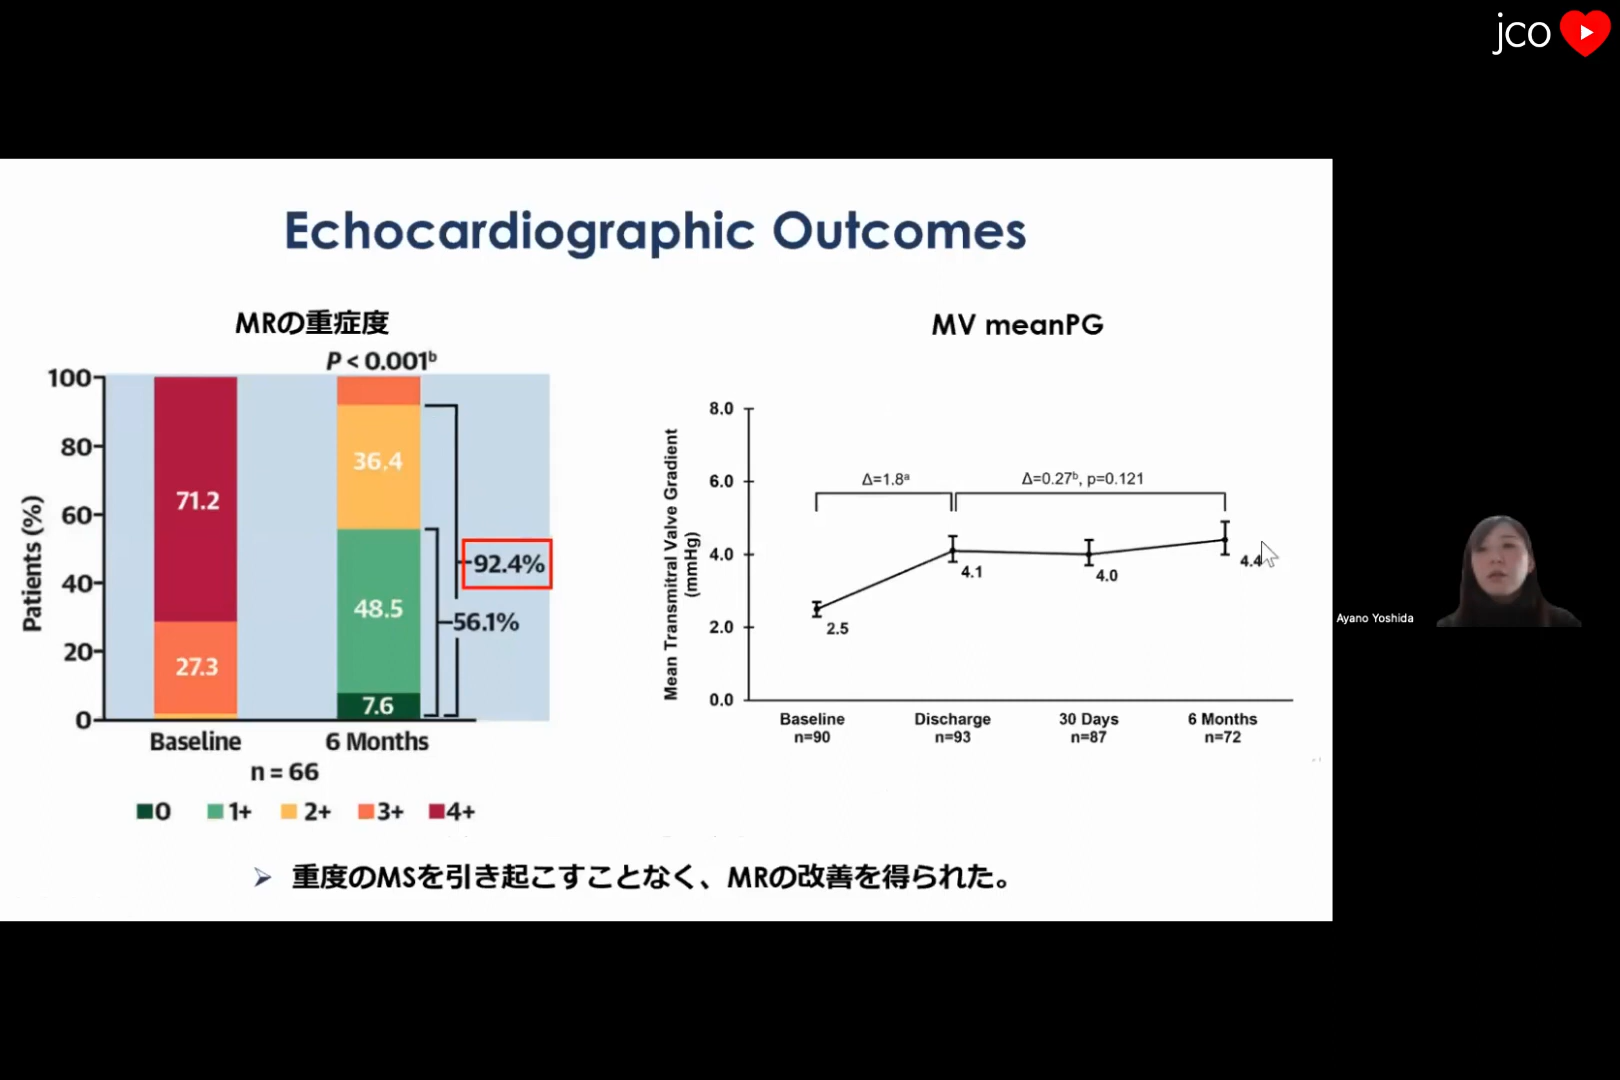 jco
Echocardiographic Outcomes
MRの重症度
P < 0.001ᵇ
100
80
60
40
20
0
Patients (%)
71.2
27.3
36.4
48.5
7.6
92.4%
56.1%
Baseline
6 Months
n = 66
0 1+ 2+ 3+ 4+
MV meanPG
Mean Transmitral Valve Gradient
(mmHg)
8.0
6.0
4.0
2.0
0.0
Δ=1.8ᵃ
Δ=0.27ᵇ, p=0.121
2.5
4.1
4.0
4.4
Baseline
n=90
Discharge
n=93
30 Days
n=87
6 Months
n=72
➢ 重度のMSを引き起こすことなく、MRの改善を得られた。
Ayano Yoshida